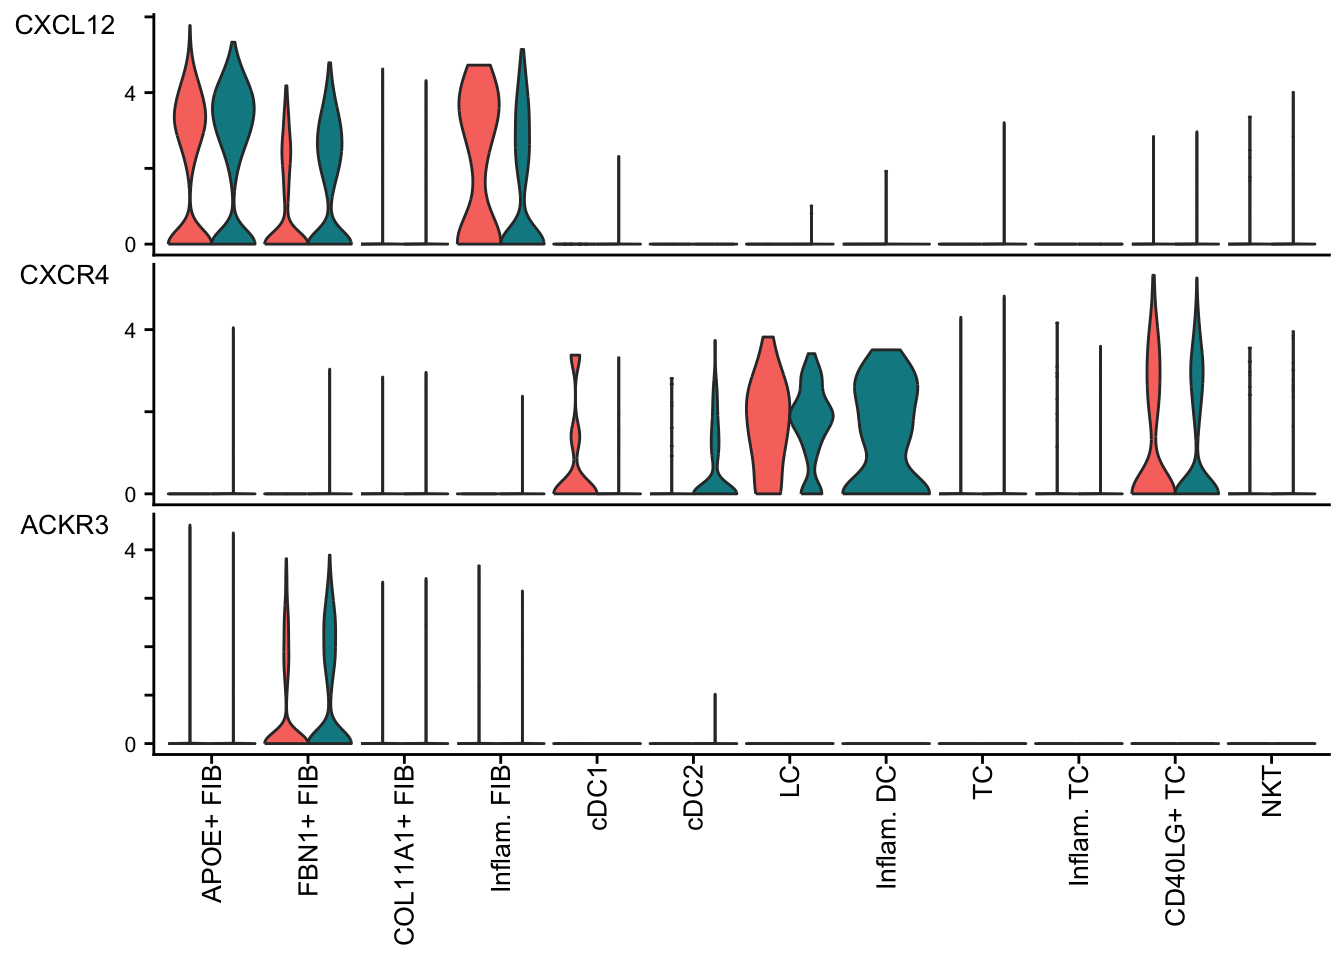 CXCL12
4
0
CXCR4
4
0
ACKR3
4
0
APOE+ FIB
FBN1+ FIB
COL11A1+ FIB
Inflam. FIB
cDC1
cDC2
LC
Inflam. DC
TC
Inflam. TC
CD40LG+ TC
NKT